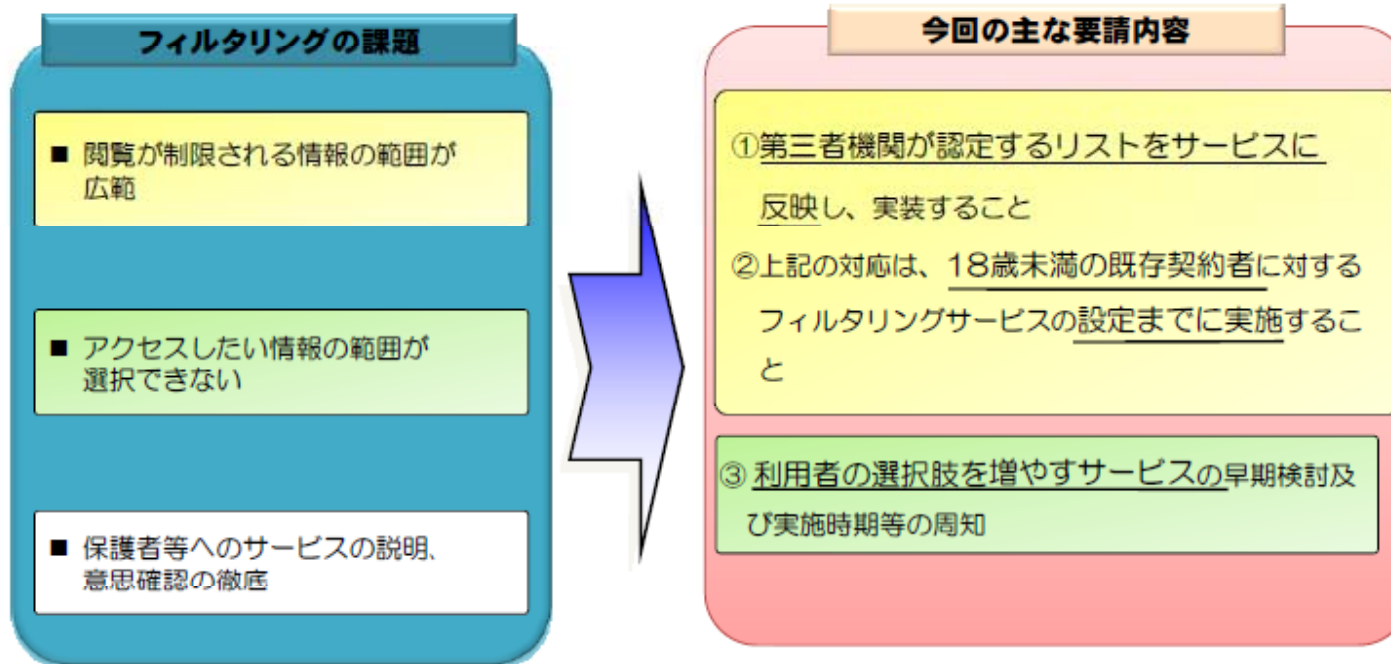 フィルタリングの課題
■ 閲覧が制限される情報の範囲が
広範
■ アクセスしたい情報の範囲が
選択できない
■ 保護者等へのサービスの説明、
意思確認の徹底
今回の主な要請内容
①第三者機関が認定するリストをサービスに
反映し、実装すること
②上記の対応は、18歳未満の既存契約者に対する
フィルタリングサービスの設定までに実施するこ
と
③ 利用者の選択肢を増やすサービスの早期検討及
び実施時期等の周知